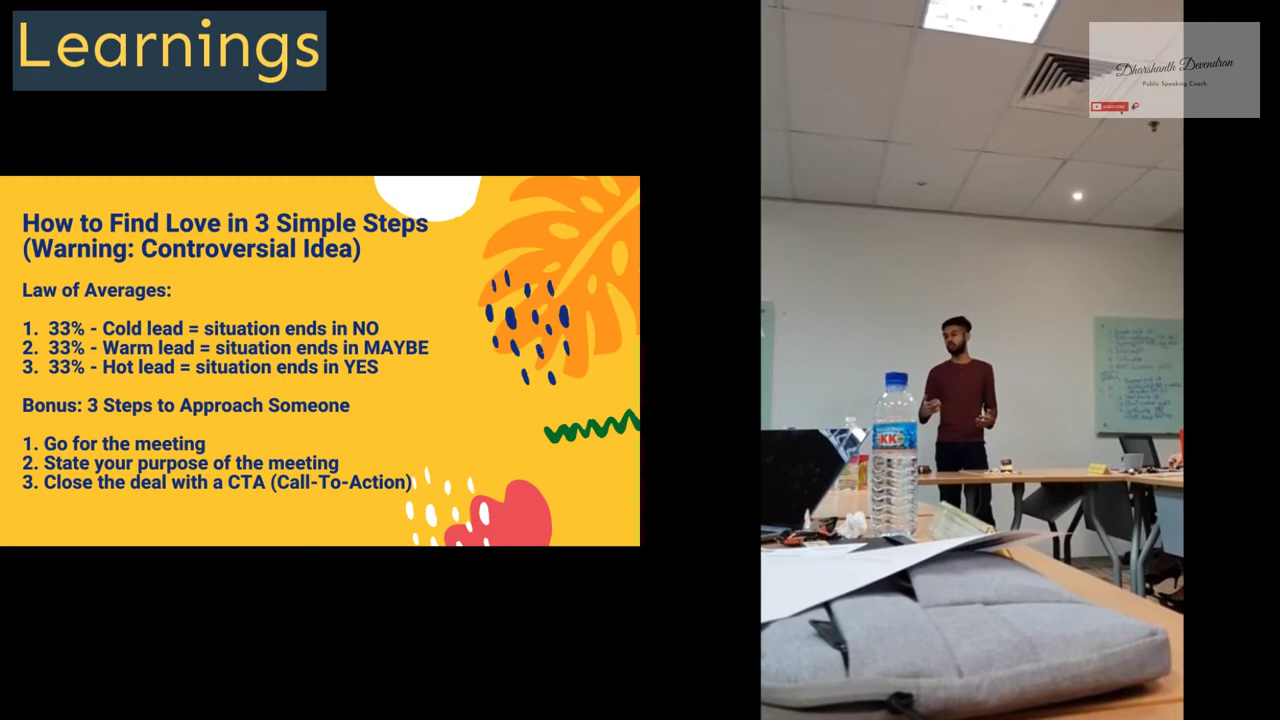 Learnings
Dharshanth Devendran
Public Speaking Coach
SUBSCRIBE
How to Find Love in 3 Simple Steps
(Warning: Controversial Idea)
Law of Averages:
1. 33% - Cold lead = situation ends in NO
2. 33% - Warm lead = situation ends in MAYBE
3. 33% - Hot lead = situation ends in YES
Bonus: 3 Steps to Approach Someone
1. Go for the meeting
2. State your purpose of the meeting
3. Close the deal with a CTA (Call-To-Action)
KK